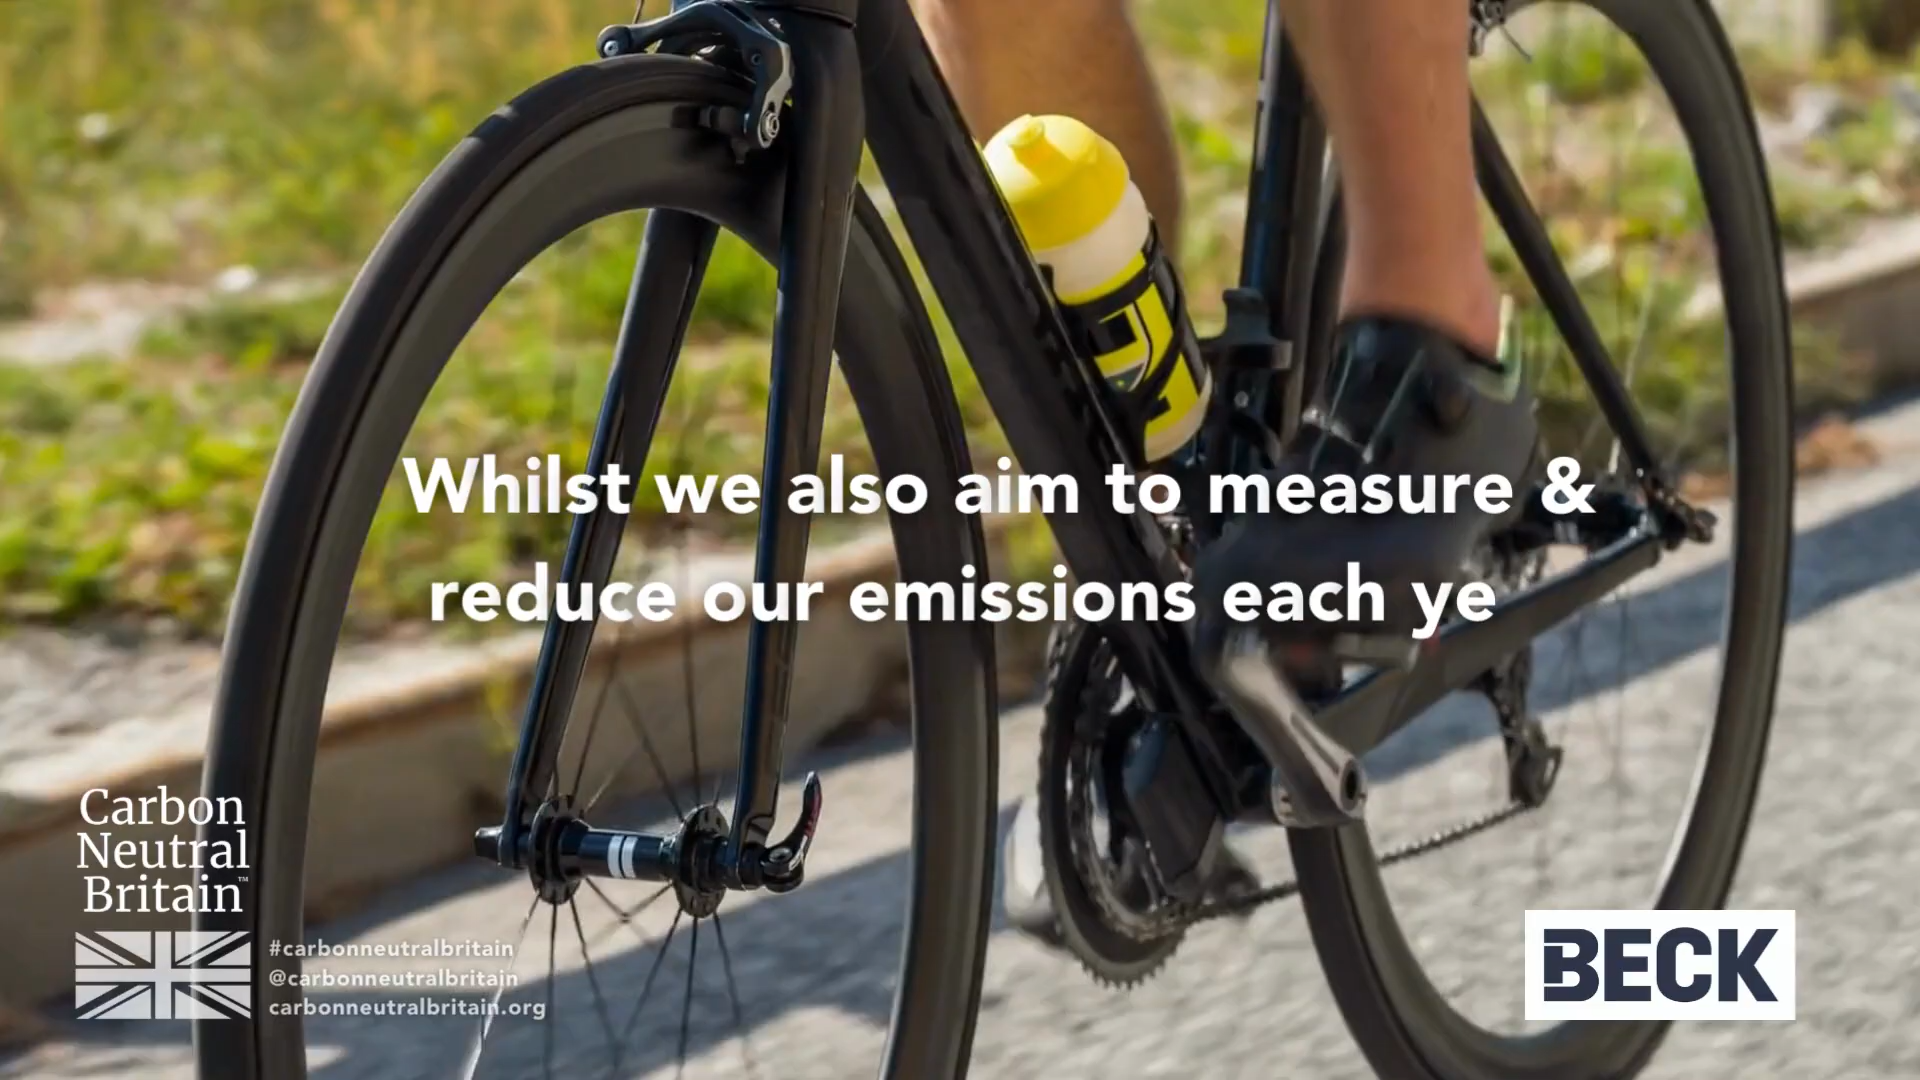 Whilst we also aim to measure &
reduce our emissions each ye
Carbon
Neutral
Britain™
#carbonneutralbritain
@carbonneutralbritain
carbonneutralbritain.org
BECK